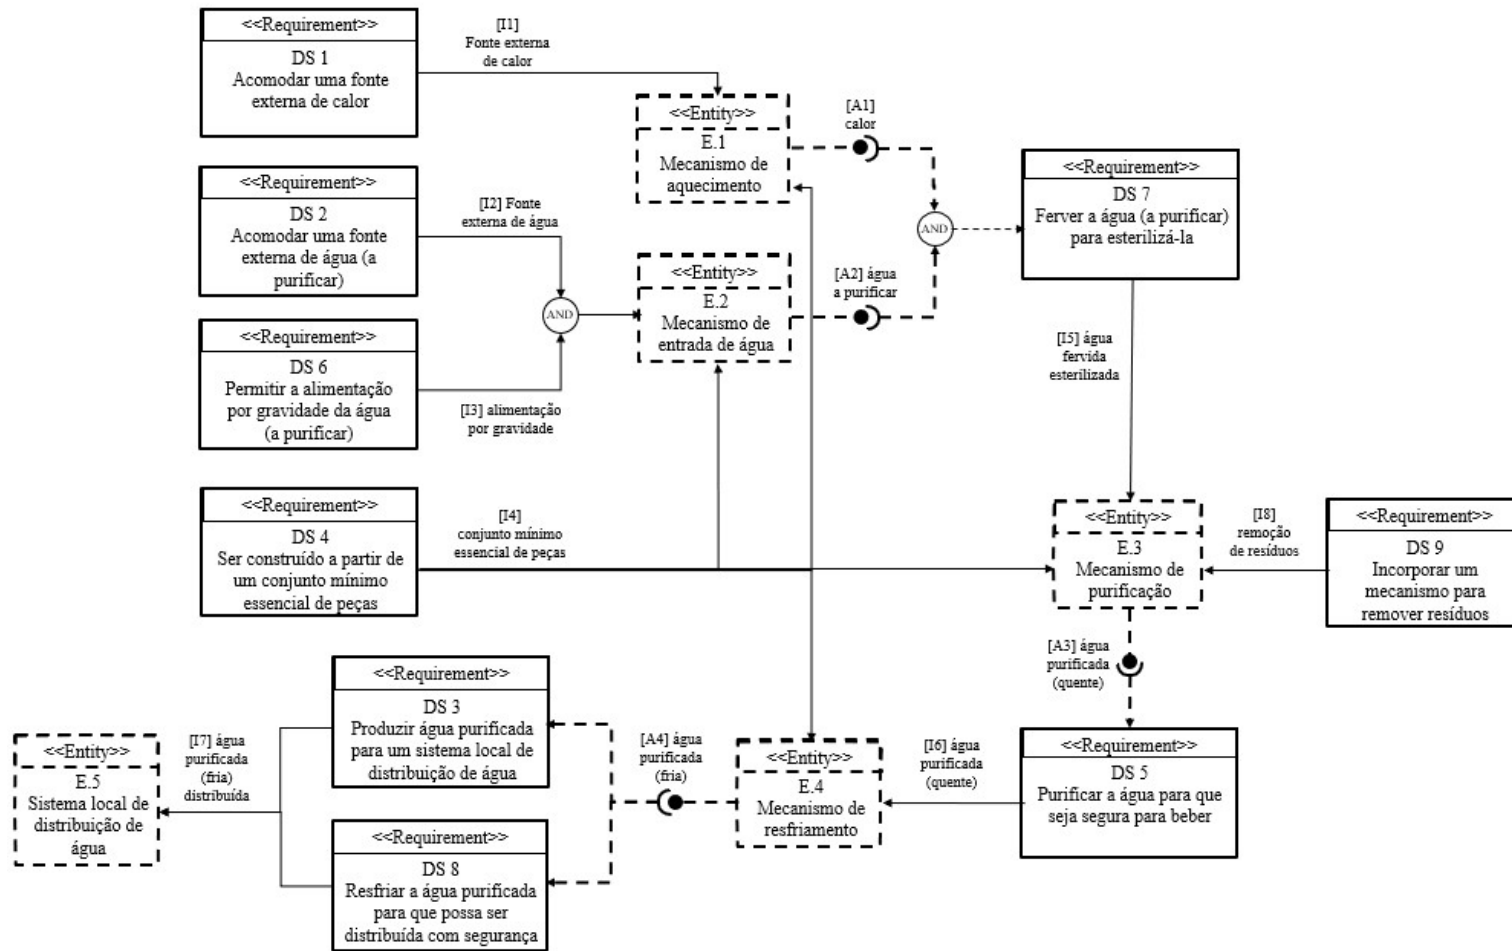 <<Requirement>>
DS 1
Acomodar uma fonte
externa de calor
[I1]
Fonte externa
de calor
<<Entity>>
E.1
Mecanismo de
aquecimento
[A1]
calor
<<Requirement>>
DS 2
Acomodar uma fonte
externa de água (a
purificar)
[I2] Fonte
externa de água
AND
<<Requirement>>
DS 7
Ferver a água (a purificar)
para esterilizá-la
AND
<<Entity>>
E.2
Mecanismo de
entrada de água
[A2] água
a purificar
<<Requirement>>
DS 6
Permitir a alimentação
por gravidade da água
(a purificar)
[I3] alimentação
por gravidade
[I5] água
fervida
esterilizada
<<Requirement>>
DS 4
Ser construído a partir de
um conjunto mínimo
essencial de peças
[I4]
conjunto mínimo
essencial de peças
<<Entity>>
E.3
Mecanismo de
purificação
[I8]
remoção
de resíduos
<<Requirement>>
DS 9
Incorporar um
mecanismo para
remover resíduos
[A3] água
purificada
(quente)
<<Requirement>>
DS 3
Produzir água purificada
para um sistema local de
distribuição de água
<<Entity>>
E.5
Sistema local de
distribuição de
água
[I7] água
purificada
(fria)
distribuída
[A4] água
purificada
(fria)
<<Entity>>
E.4
Mecanismo de
resfriamento
[I6] água
purificada
(quente)
<<Requirement>>
DS 5
Purificar a água para que
seja segura para beber
<<Requirement>>
DS 8
Resfriar a água purificada
para que possa ser
distribuída com segurança